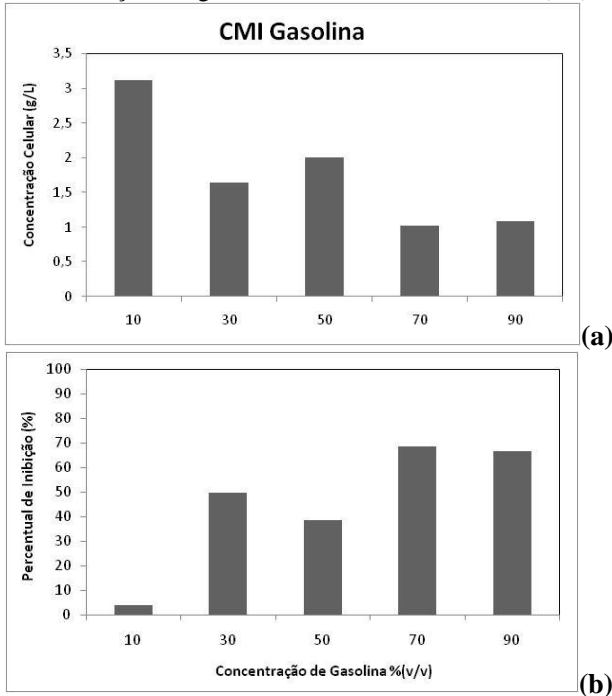 CMI Gasolina
Concentração Celular (g/L)
3,5
3
2,5
2
1,5
1
0,5
0
10 30 50 70 90
(a)
Percentual de Inibição (%)
100
90
80
70
60
50
40
30
20
10
0
10 30 50 70 90
Concentração de Gasolina %(v/v)
(b)